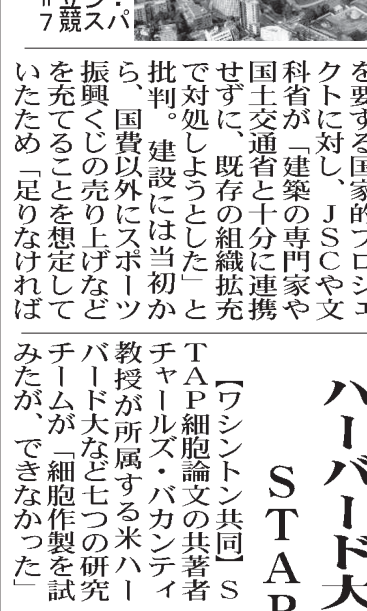 を要する国家的プロジェ
クトに対し、ＪＳＣや文
科省が「建築の専門家や
国土交通省と十分に連携
せずに、既存の組織拡充
で対処しようとした」と
批判。建設には当初か
ら、国費以外にスポーツ
振興くじの売り上げなど
を充てることを想定して
いたため「足りなければ
７競スパ
ハーバード大
ＳＴＡＰ
【ワシントン共同】Ｓ
ＴＡＰ細胞論文の共著者
チャールズ・バカンティ
教授が所属する米ハー
バード大など七つの研究
チームが「細胞作製を試
みたが、できなかった」